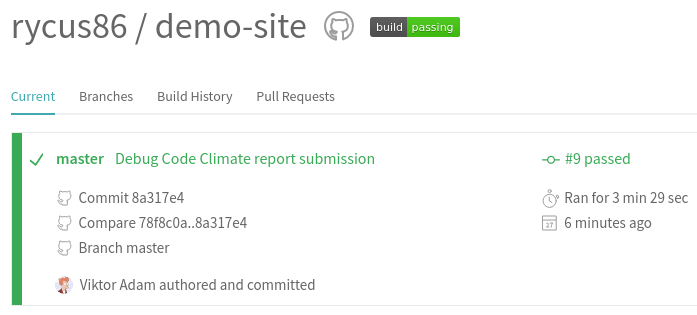 rycus86 / demo-site build passing
Current Branches Build History Pull Requests
master Debug Code Climate report submission #9 passed
Commit 8a317e4 Ran for 3 min 29 sec
Compare 78f8c0a..8a317e4 27 6 minutes ago
Branch master
Viktor Adam authored and committed